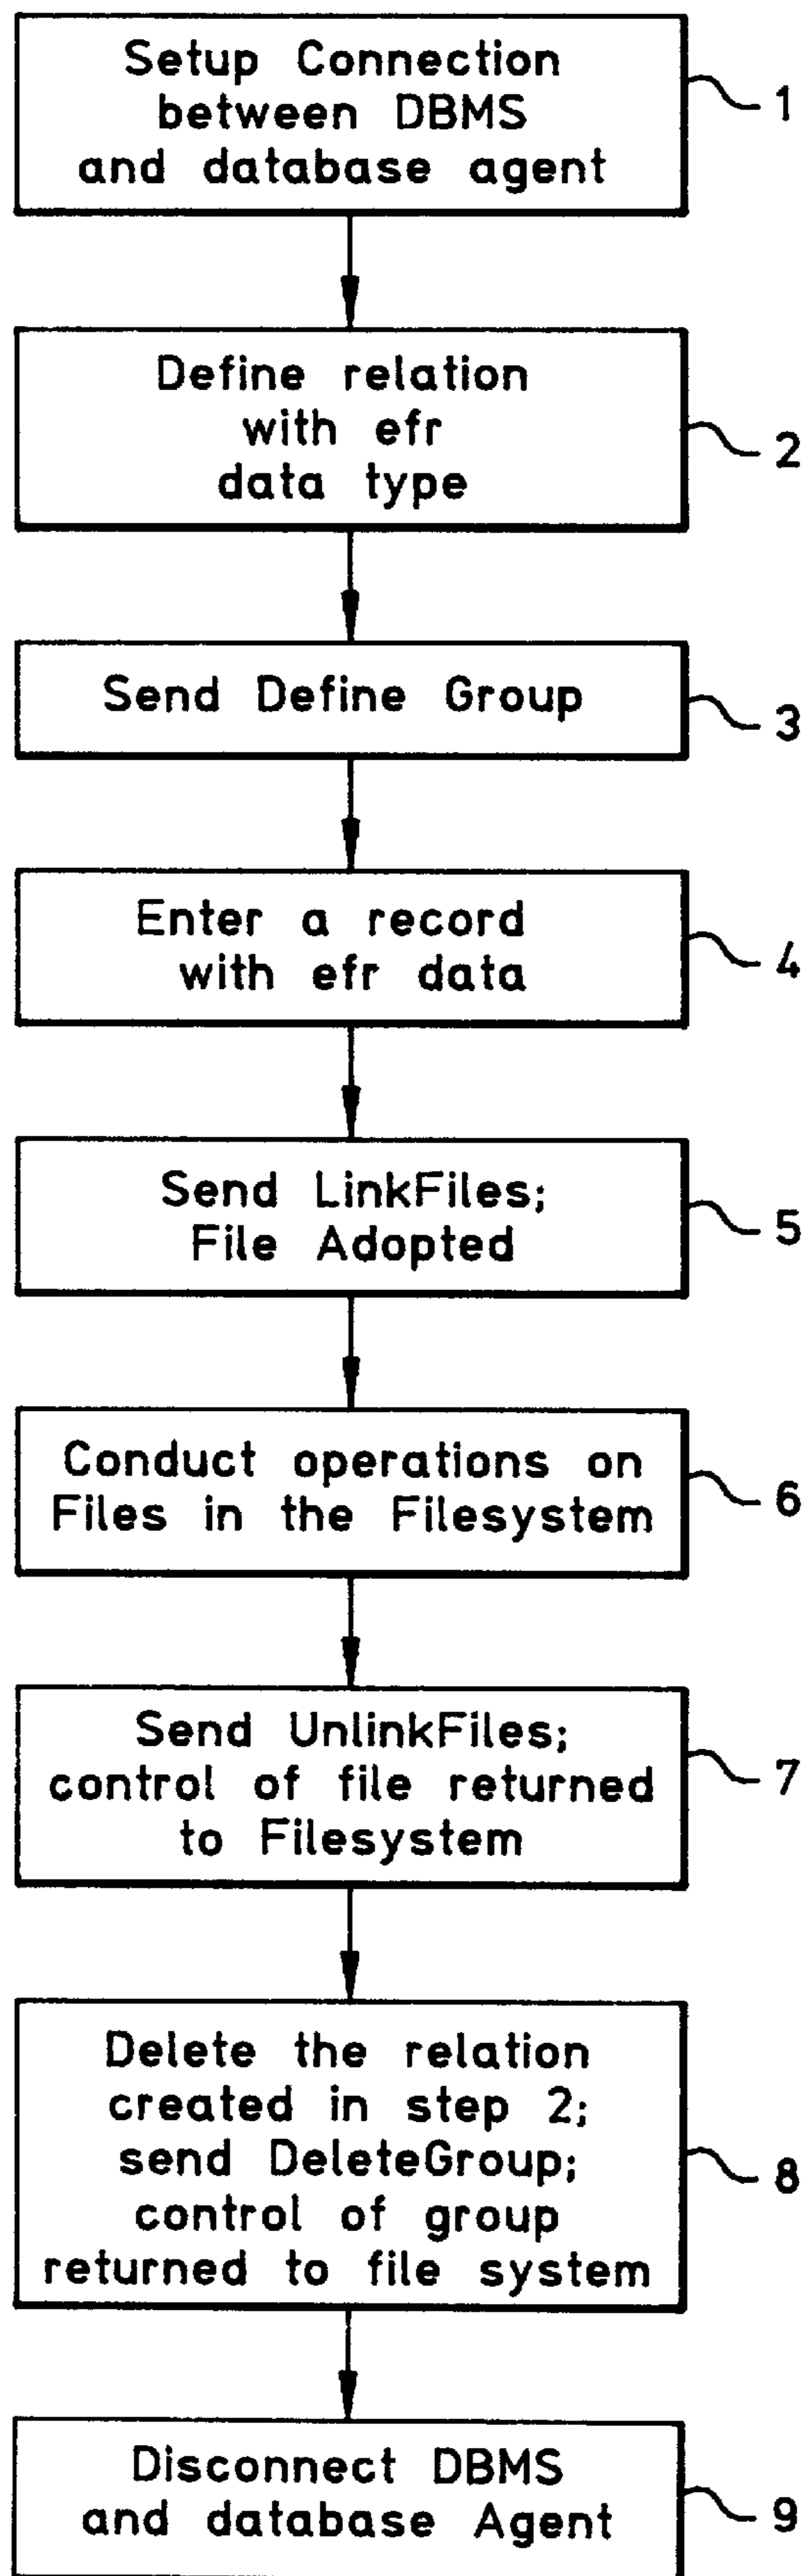 Setup Connection
between DBMS
and database agent
1
Define relation
with efr
data type
2
Send Define Group
3
Enter a record
with efr data
4
Send LinkFiles;
File Adopted
5
Conduct operations on
Files in the Filesystem
6
Send UnlinkFiles;
control of file returned
to Filesystem
7
Delete the relation
created in step 2;
send DeleteGroup;
control of group
returned to file system
8
Disconnect DBMS
and database Agent
9